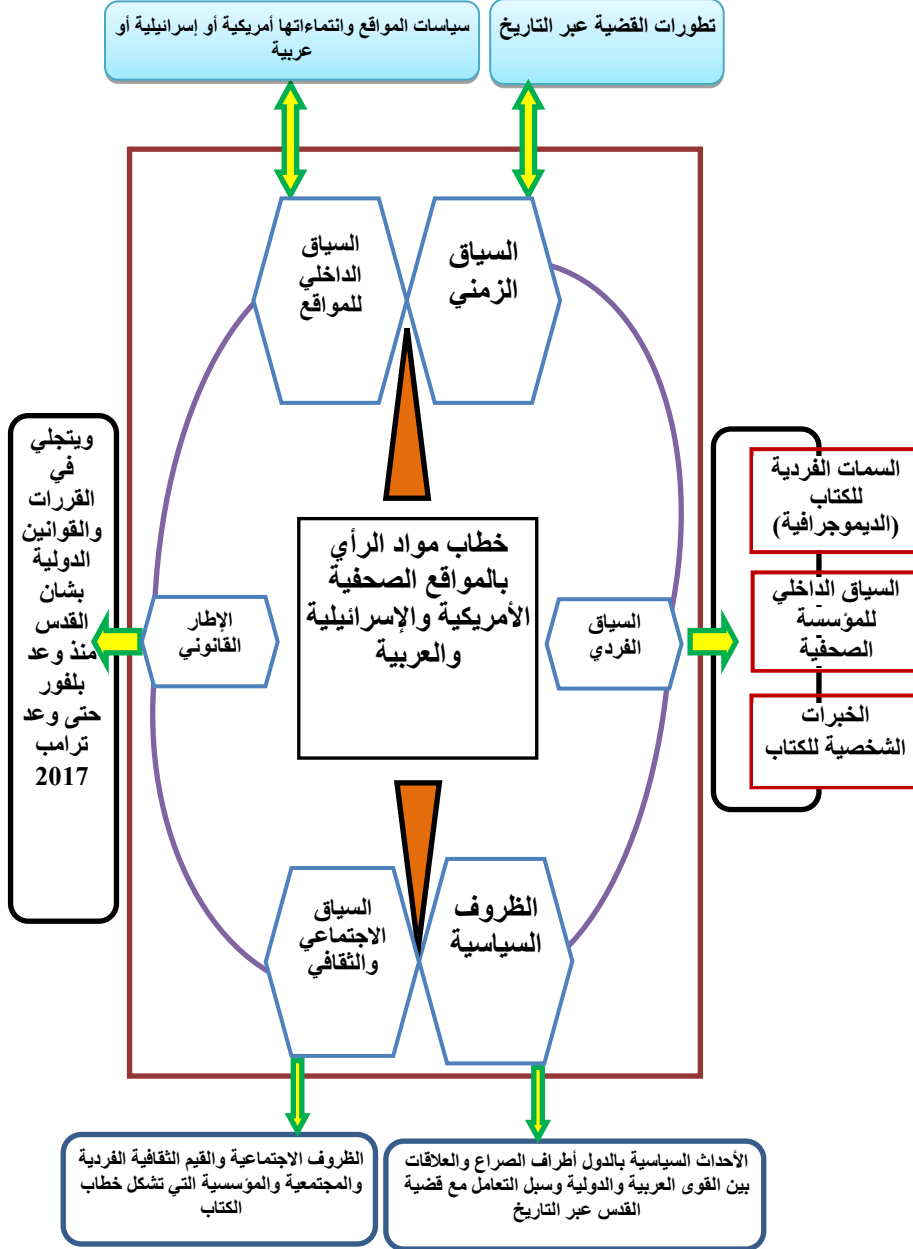 تطورات القضية عبر التاريخ
سياسات المواقع وانتماءاتها أمريكية أو إسرائيلية أو
عربية
السياق
الزمني
السياق
الداخلي
للمواقع
السمات الفردية
للكتاب
(الديموجرافية)
السياق الداخلي
للمؤسسة
الصحفية
الخبرات
الشخصية للكتاب
السياق
الفردي
خطاب مواد الرأي
بالمواقع الصحفية
الأمريكية والإسرائيلية
والعربية
الإطار
القانوني
ويتجلي
في
القررات
والقوانين
الدولية
بشان
القدس
منذ وعد
بلفور
حتى وعد
ترامب
2017
الظروف
السياسية
السياق
الاجتماعي
والثقافي
الأحداث السياسية بالدول أطراف الصراع والعلاقات
بين القوى العربية والدولية وسبل التعامل مع قضية
القدس عبر التاريخ
الظروف الاجتماعية والقيم الثقافية الفردية
والمجتمعية والمؤسسية التي تشكل خطاب
الكتاب